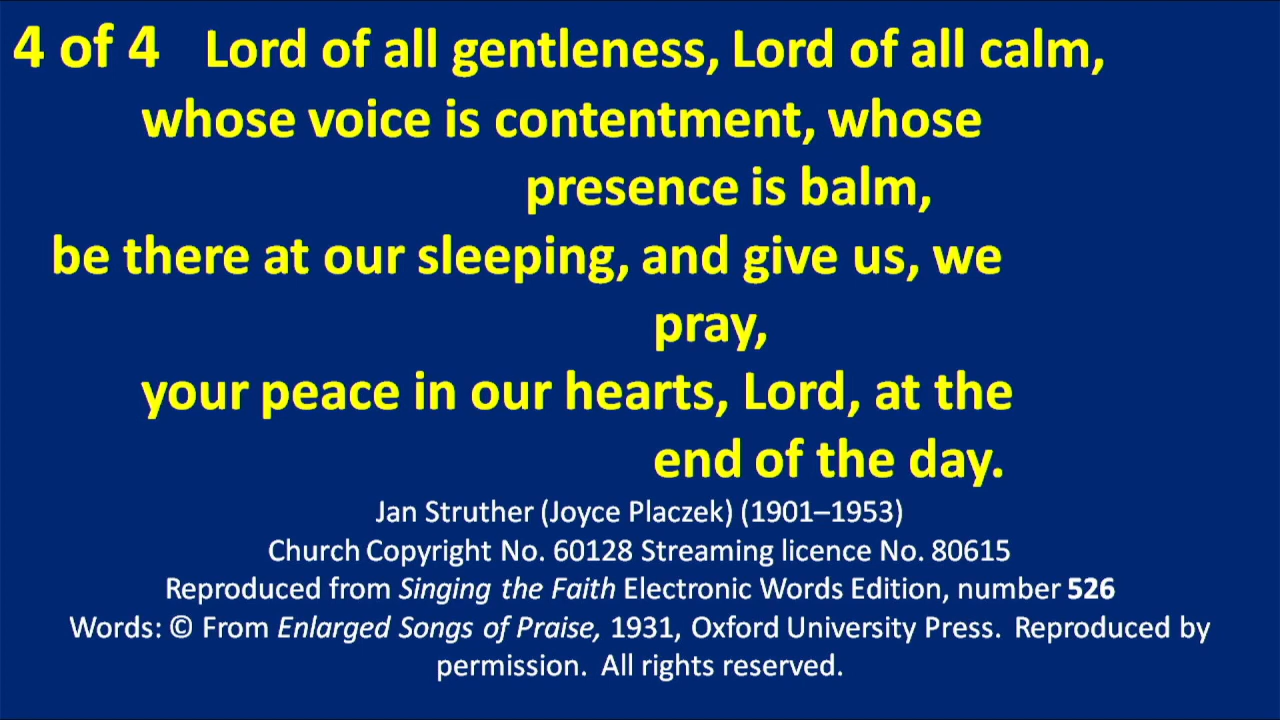 4 of 4 Lord of all gentleness, Lord of all calm,
whose voice is contentment, whose
presence is balm,
be there at our sleeping, and give us, we
pray,
your peace in our hearts, Lord, at the
end of the day.
Jan Struther (Joyce Placzek) (1901–1953)
Church Copyright No. 60128 Streaming licence No. 80615
Reproduced from Singing the Faith Electronic Words Edition, number 526
Words: © From Enlarged Songs of Praise, 1931, Oxford University Press. Reproduced by
permission. All rights reserved.